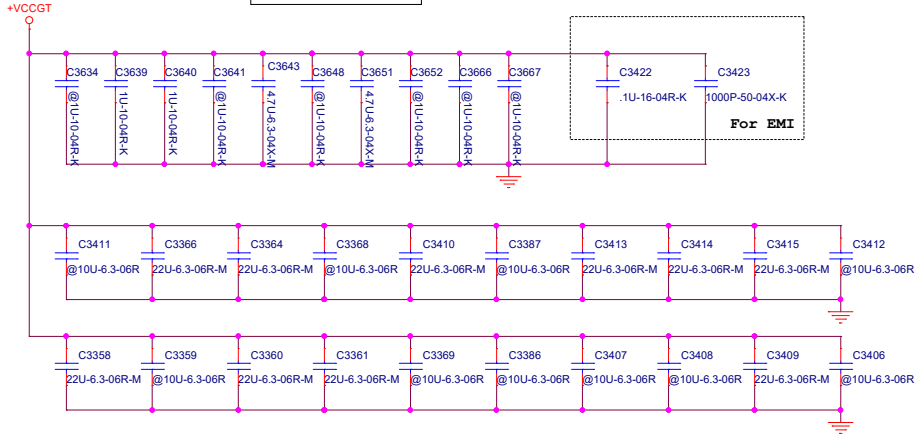 +VCCGT
C3634
@1U-10-04R-K
C3639
1U-10-04R-K
C3640
1U-10-04R-K
C3641
@1U-10-04R-K
C3643
4.7U-6.3-04X-M
C3648
@1U-10-04R-K
C3651
4.7U-6.3-04X-M
C3652
@1U-10-04R-K
C3666
@1U-10-04R-K
C3667
@1U-10-04R-K
C3422
.1U-16-04R-K
C3423
1000P-50-04X-K
For EMI
C3411
@10U-6.3-06R
C3366
22U-6.3-06R-M
C3364
22U-6.3-06R-M
C3368
@10U-6.3-06R
C3410
22U-6.3-06R-M
C3387
@10U-6.3-06R
C3413
22U-6.3-06R-M
C3414
22U-6.3-06R-M
C3415
22U-6.3-06R-M
C3412
@10U-6.3-06R
C3358
22U-6.3-06R-M
C3359
@10U-6.3-06R
C3360
22U-6.3-06R-M
C3361
22U-6.3-06R-M
C3369
@10U-6.3-06R
C3386
@10U-6.3-06R
C3407
@10U-6.3-06R
C3408
@10U-6.3-06R
C3409
22U-6.3-06R-M
C3406
@10U-6.3-06R